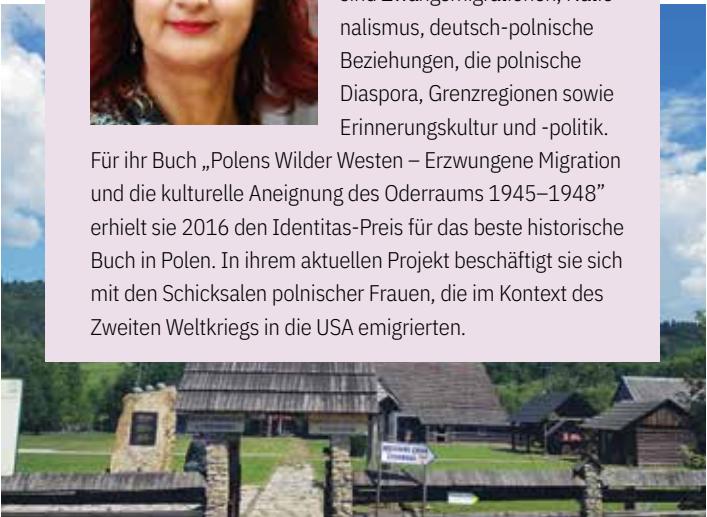 nalismus, deutsch-polnische
Beziehungen, die polnische
Diaspora, Grenzregionen sowie
Erinnerungskultur und -politik.
Für ihr Buch „Polens Wilder Westen – Erzwungene Migration
und die kulturelle Aneignung des Oderraums 1945–1948”
erhielt sie 2016 den Identitas-Preis für das beste historische
Buch in Polen. In ihrem aktuellen Projekt beschäftigt sie sich
mit den Schicksalen polnischer Frauen, die im Kontext des
Zweiten Weltkriegs in die USA emigrierten.